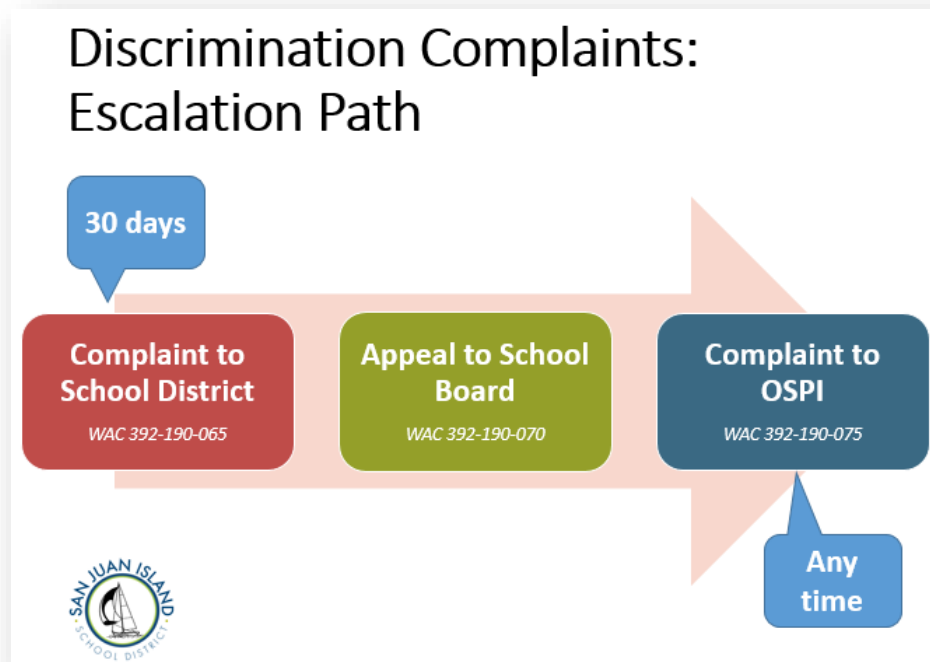 Discrimination Complaints:
Escalation Path
30 days
Complaint to
School District
WAC 392-190-065
Appeal to School
Board
WAC 392-190-070
Complaint to
OSPI
WAC 392-190-075
Any
time
SAN JUAN ISLAND
SCHOOL DISTRICT